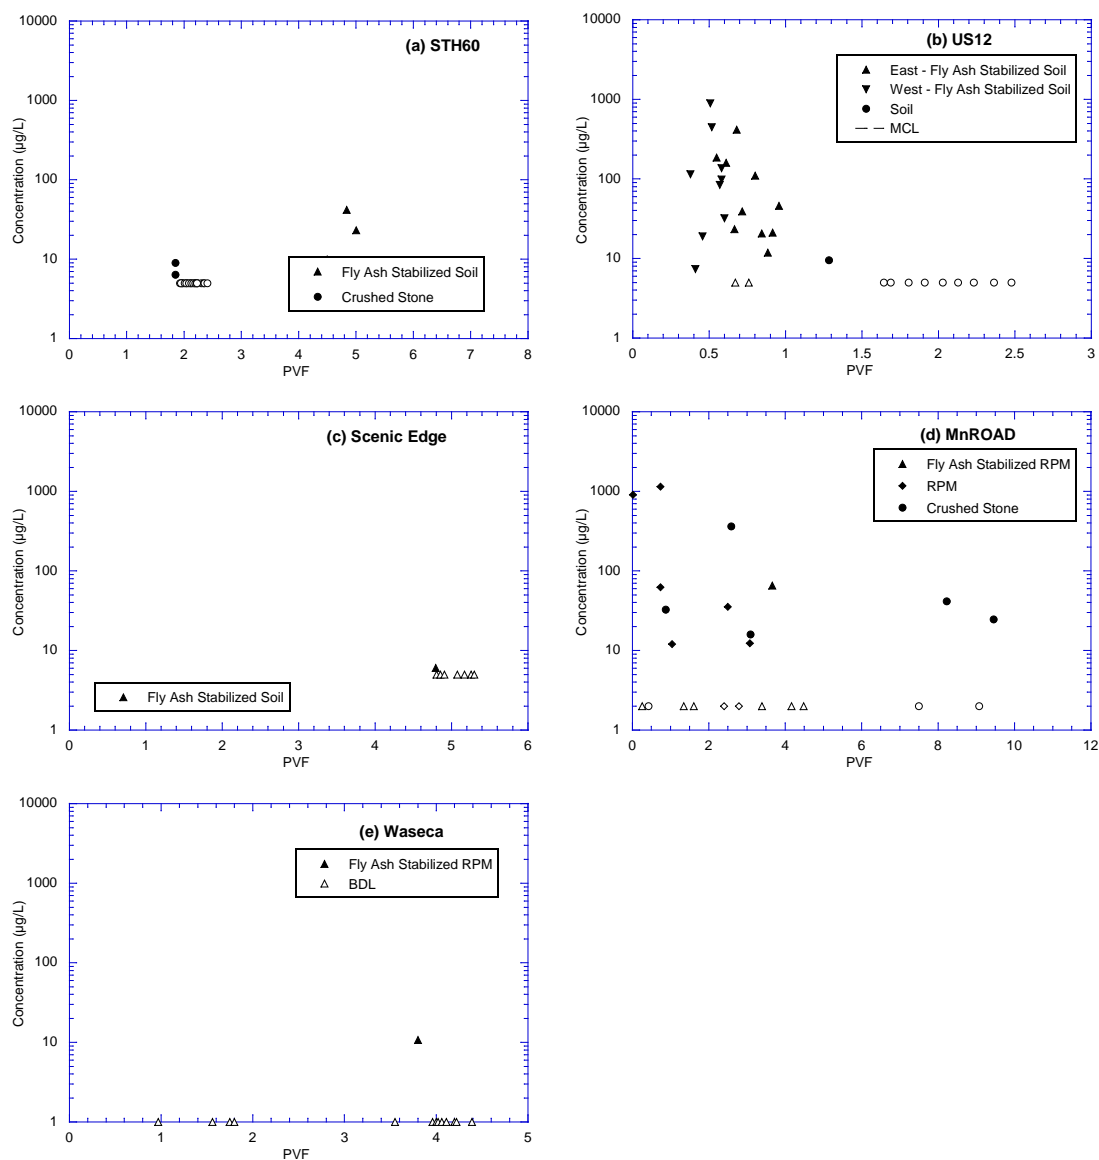 (a) STH60
Concentration (µg/L)
10000
1000
100
10
1
Fly Ash Stabilized Soil
Crushed Stone
0 1 2 3 4 5 6 7 8
PVF
(b) US12
Concentration (µg/L)
10000
1000
100
10
1
East - Fly Ash Stabilized Soil
West - Fly Ash Stabilized Soil
Soil
MCL
0 0.5 1 1.5 2 2.5 3
PVF
(c) Scenic Edge
Concentration (µg/L)
10000
1000
100
10
1
Fly Ash Stabilized Soil
0 1 2 3 4 5 6
PVF
(d) MnROAD
Concentration (µg/L)
10000
1000
100
10
1
Fly Ash Stabilized RPM
RPM
Crushed Stone
0 2 4 6 8 10 12
PVF
(e) Waseca
Concentration (µg/L)
10000
1000
100
10
1
Fly Ash Stabilized RPM
BDL
0 1 2 3 4 5
PVF